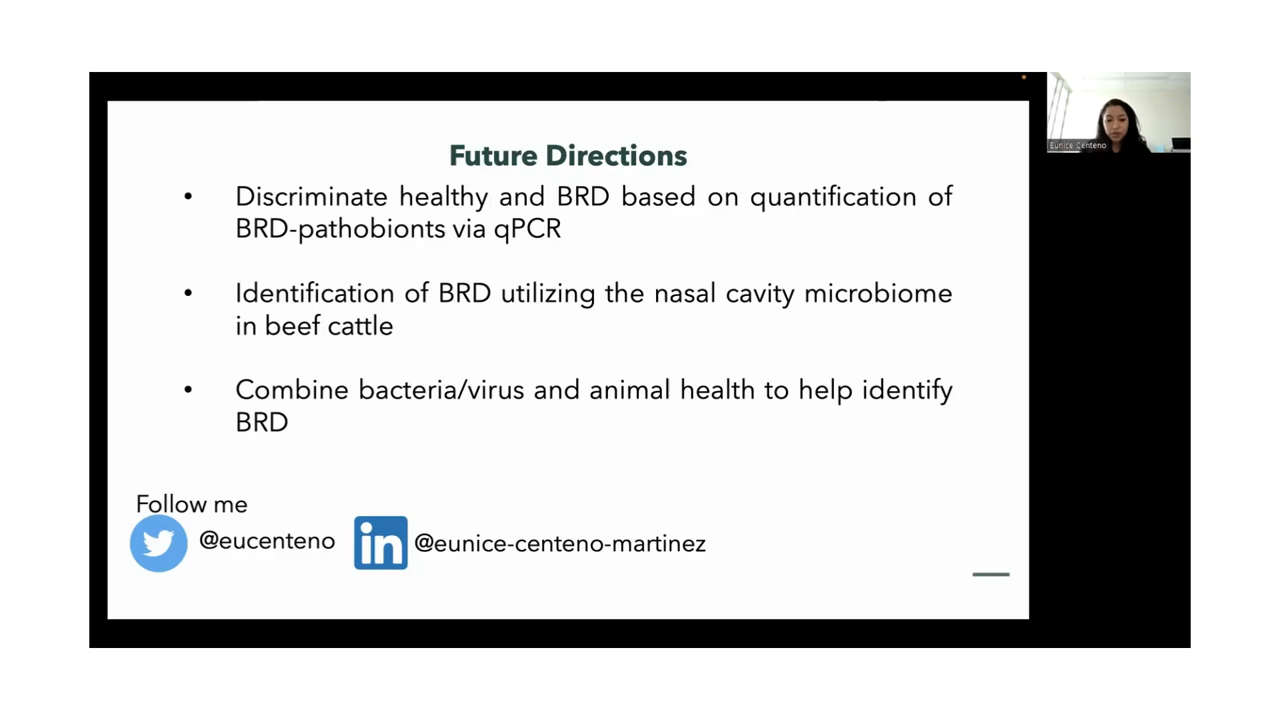 Future Directions
• Discriminate healthy and BRD based on quantification of
BRD-pathobionts via qPCR
• Identification of BRD utilizing the nasal cavity microbiome
in beef cattle
• Combine bacteria/virus and animal health to help identify
BRD
Follow me
@eucenteno
in @eunice-centeno-martinez
Eunice Centeno